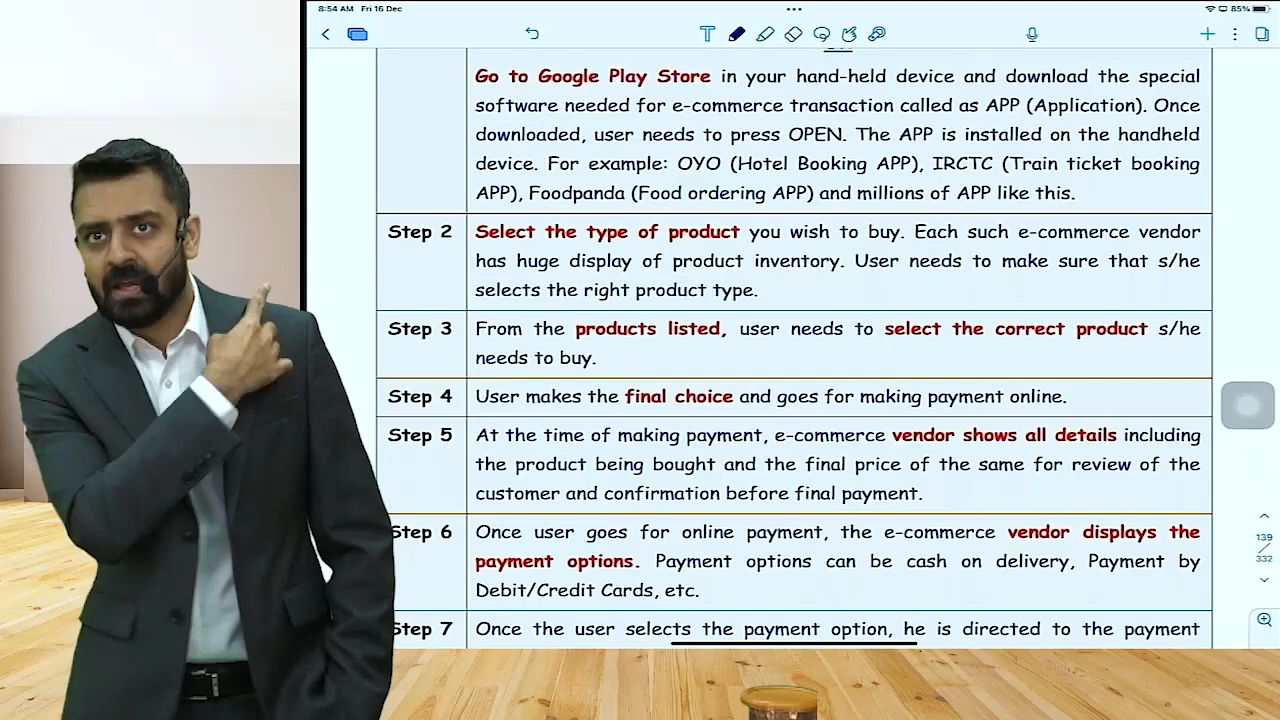 8:54 AM Fri 16 Dec
85%
Go to Google Play Store in your hand-held device and download the special
software needed for e-commerce transaction called as APP (Application). Once
downloaded, user needs to press OPEN. The APP is installed on the handheld
device. For example: OYO (Hotel Booking APP), IRCTC (Train ticket booking
APP), Foodpanda (Food ordering APP) and millions of APP like this.
Step 2
Select the type of product you wish to buy. Each such e-commerce vendor
has huge display of product inventory. User needs to make sure that s/he
selects the right product type.
Step 3
From the products listed, user needs to select the correct product s/he
needs to buy.
Step 4
User makes the final choice and goes for making payment online.
Step 5
At the time of making payment, e-commerce vendor shows all details including
the product being bought and the final price of the same for review of the
customer and confirmation before final payment.
Step 6
Once user goes for online payment, the e-commerce vendor displays the
payment options. Payment options can be cash on delivery, Payment by
Debit/Credit Cards, etc.
Step 7
Once the user selects the payment option, he is directed to the payment
139
332